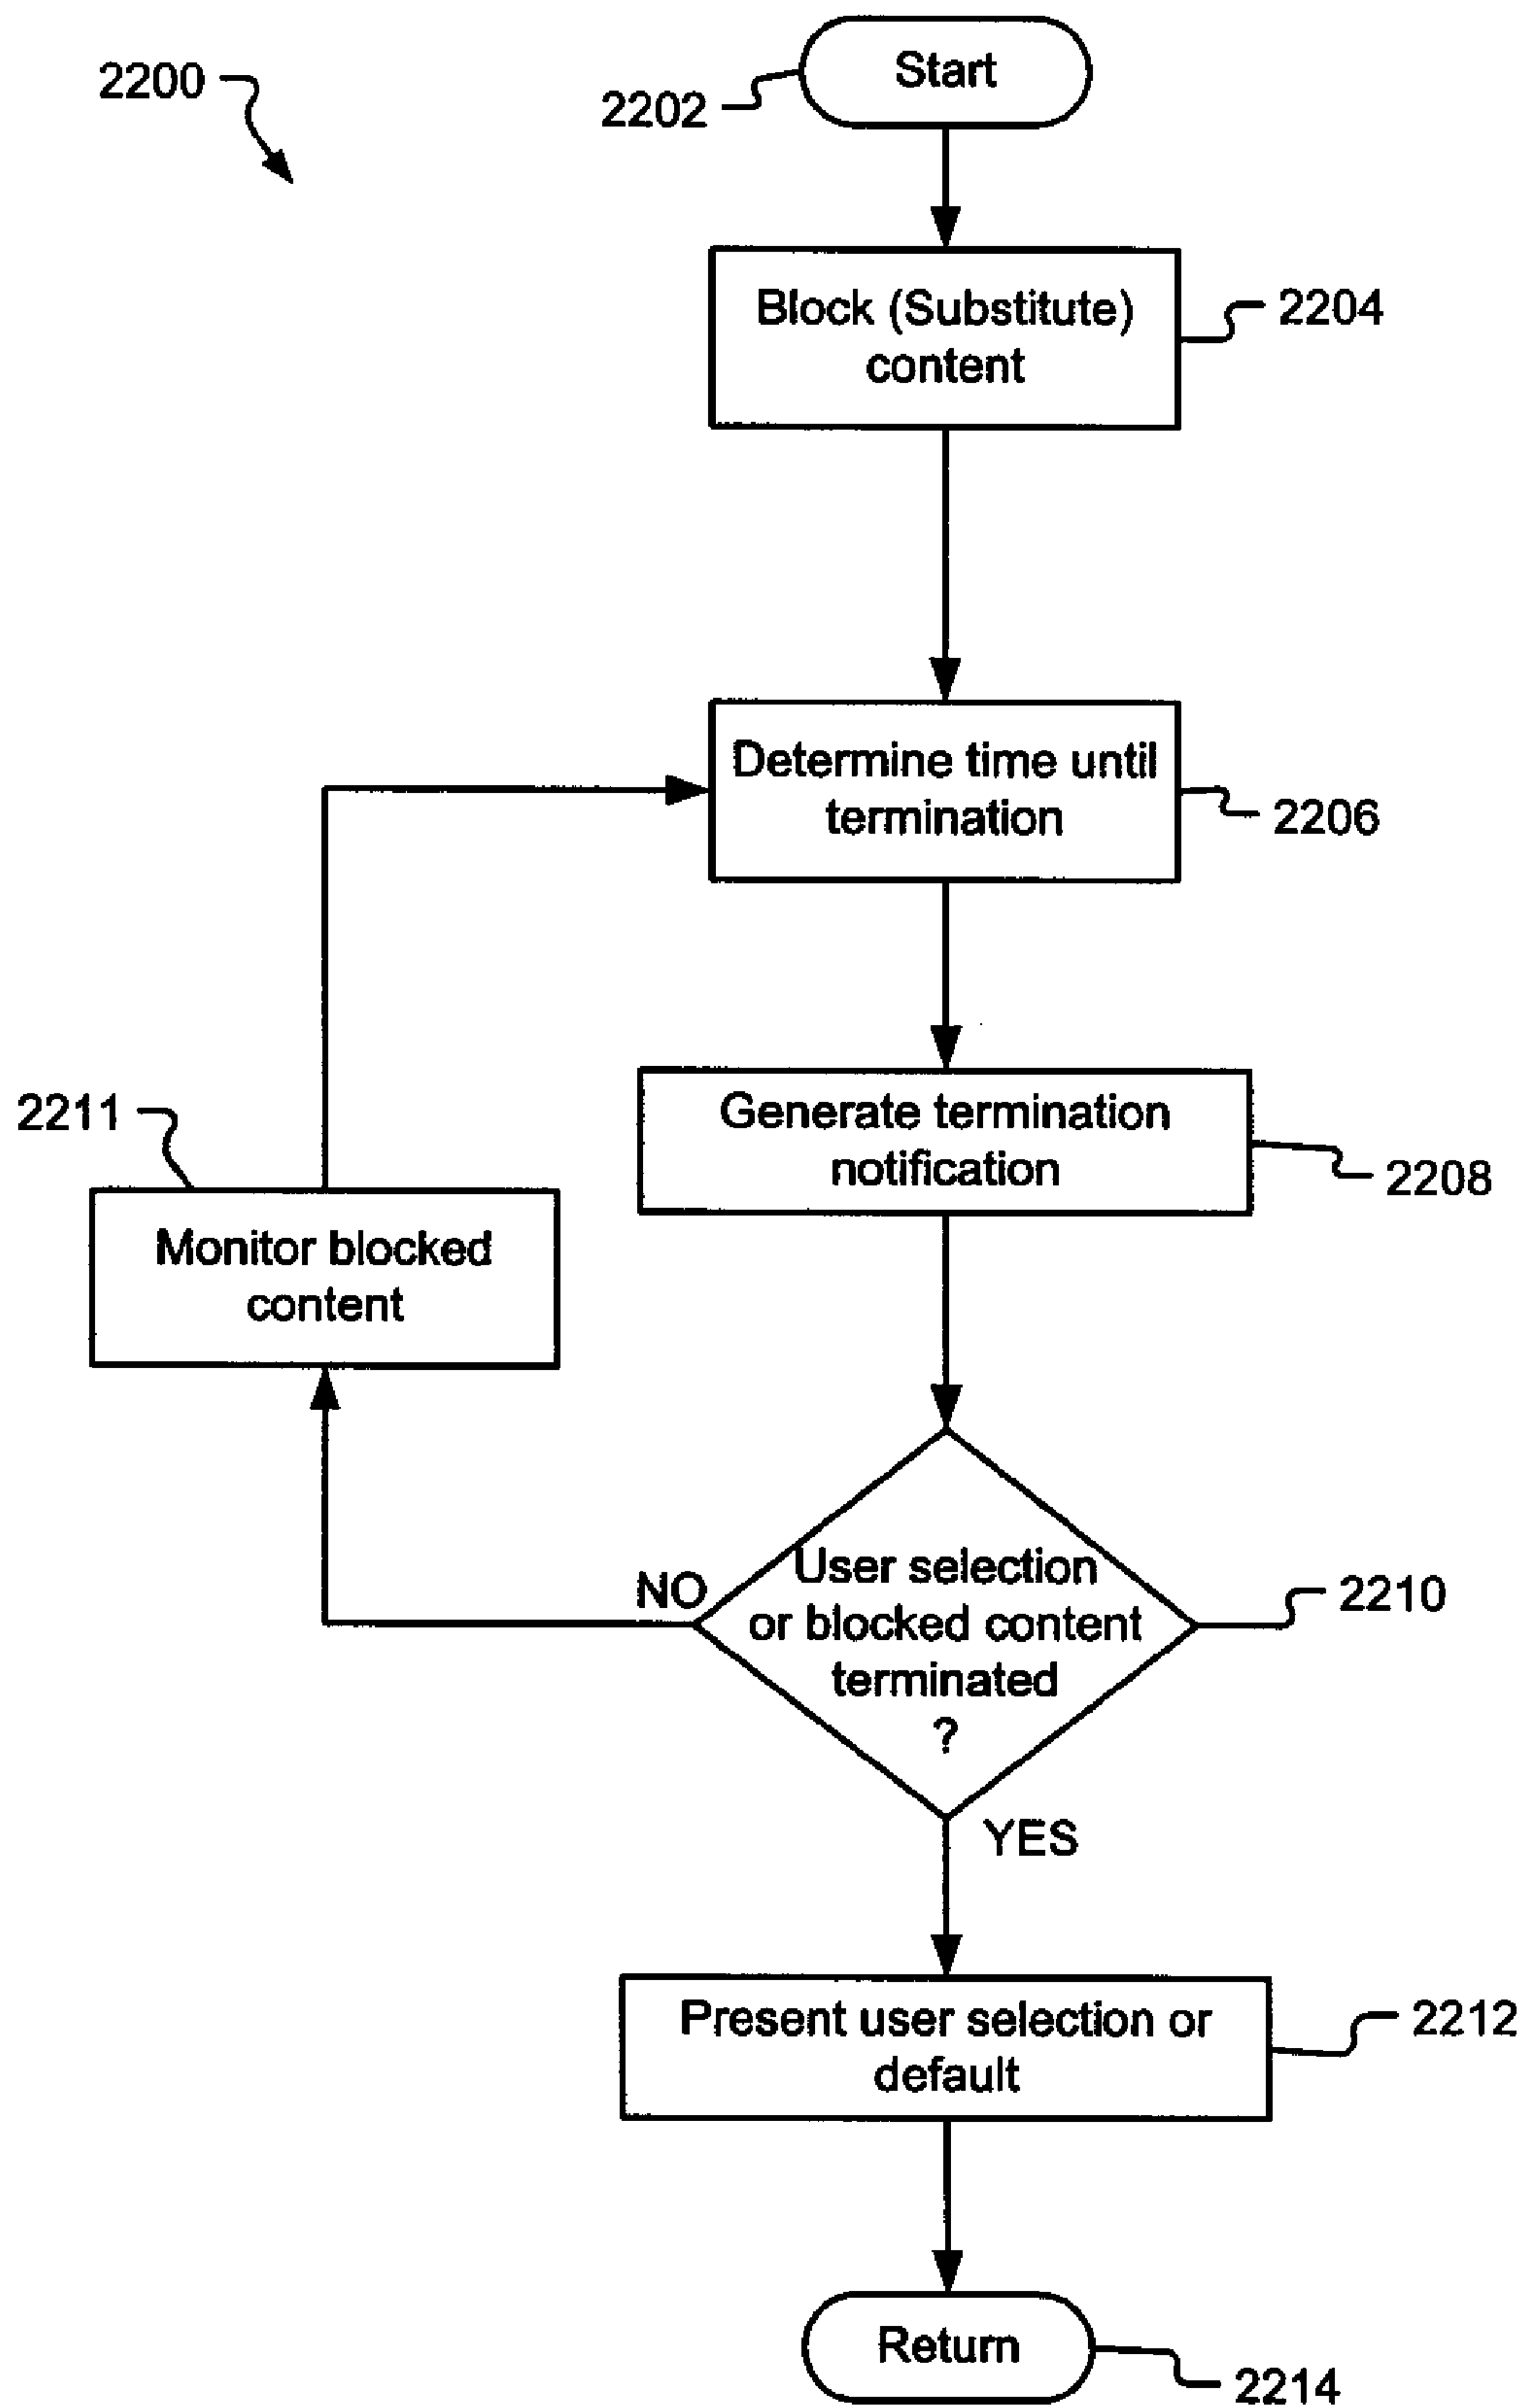 2200
Start
2202
Block (Substitute)
content
2204
Determine time until
termination
2206
Generate termination
notification
2208
2211
Monitor blocked
content
NO
User selection
or blocked content
terminated
?
2210
YES
Present user selection or
default
2212
Return
2214